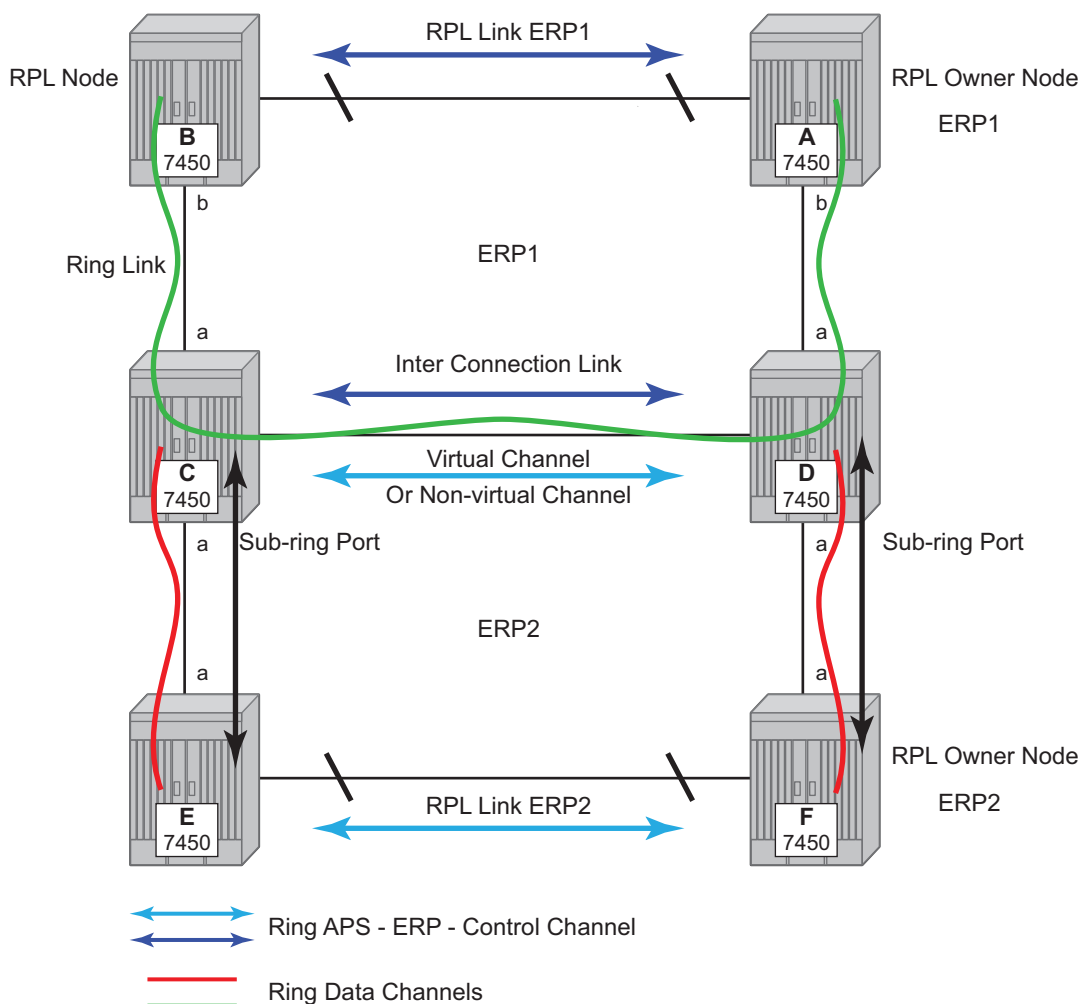 RPL Link ERP1
RPL Node
RPL Owner Node
ERP1
B
7450
A
7450
b
b
Ring Link
ERP1
a
a
Inter Connection Link
Virtual Channel
Or Non-virtual Channel
C
7450
D
7450
a
Sub-ring Port
a
Sub-ring Port
ERP2
a
a
RPL Owner Node
ERP2
RPL Link ERP2
E
7450
F
7450
Ring APS - ERP - Control Channel
Ring Data Channels